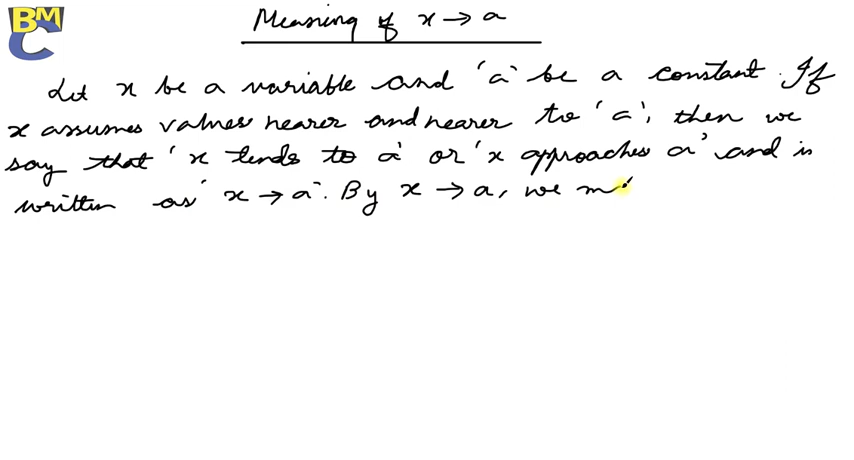 BMC
Meaning of x → a
Let x be a variable and 'a' be a constant. If
x assumes values nearer and nearer to 'a', then we
say that 'x tends to a' or 'x approaches a' and is
written as 'x → a'. By x → a, we